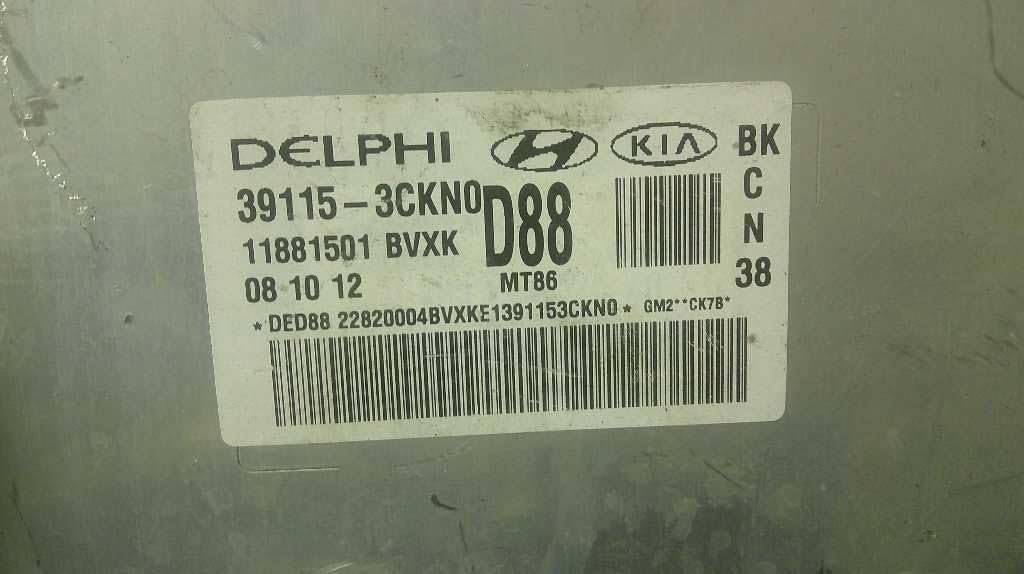 DELPHI KIA BK
39115-3CKN0 D88 C
11881501 BVXK N
08 10 12 MT86 38
*DED88 22820004BVXKE1391153CKN0* GM2**CK7B*